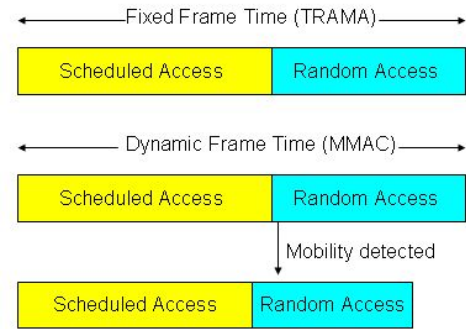 Fixed Frame Time (TRAMA)
Scheduled Access Random Access
Dynamic Frame Time (MMAC)
Scheduled Access Random Access
Mobility detected
Scheduled Access Random Access